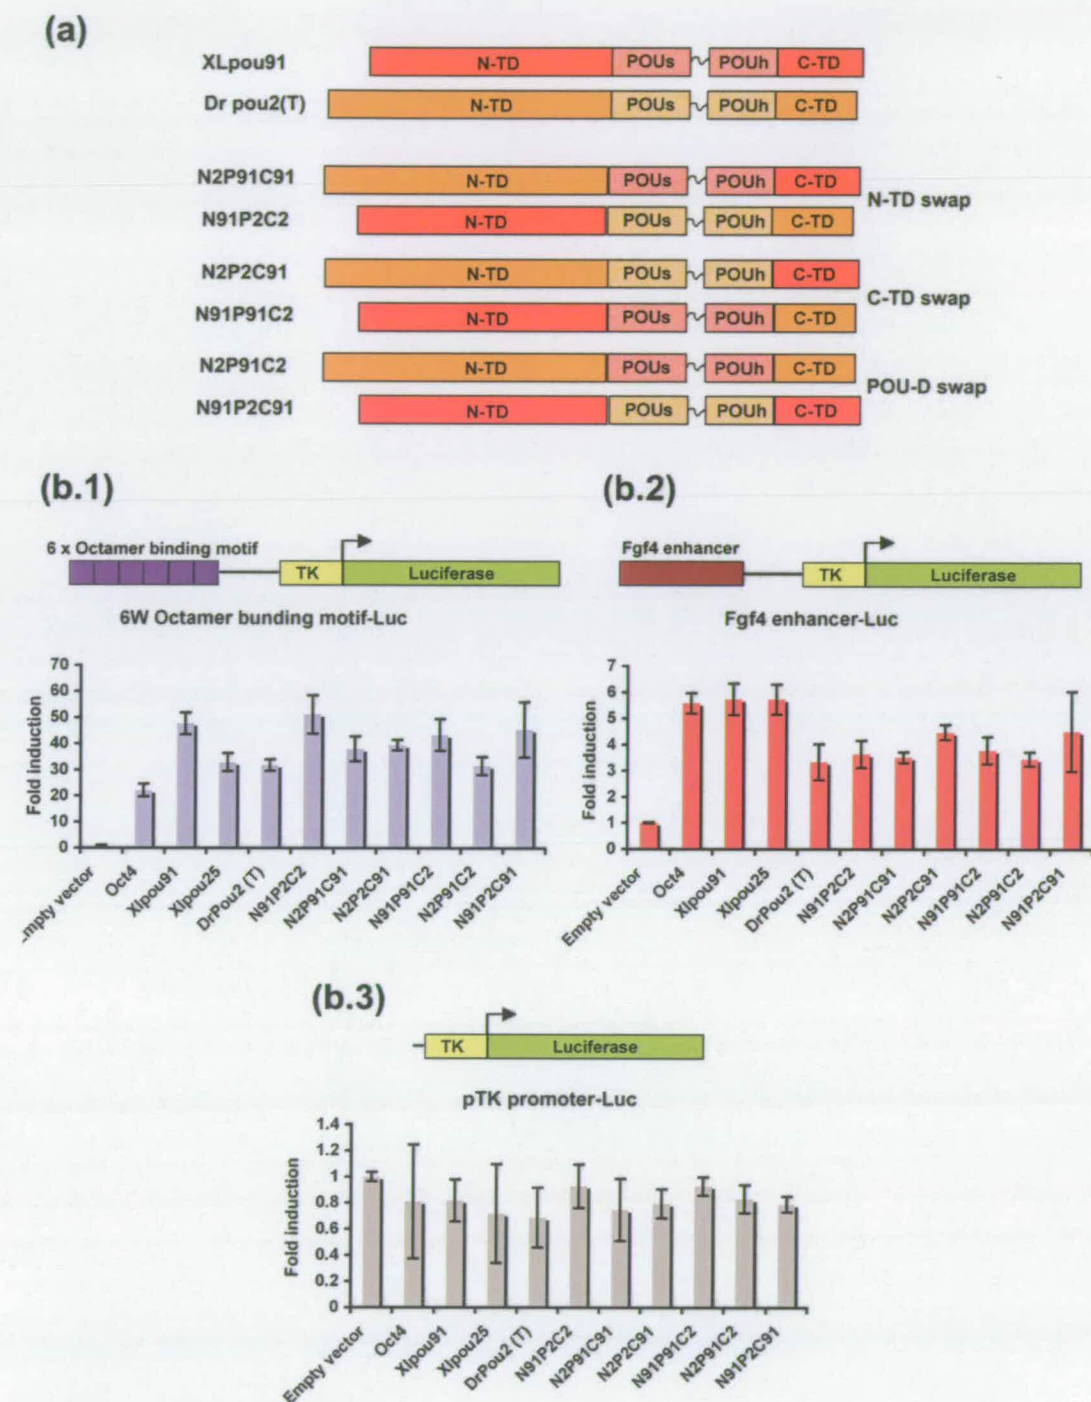 (a)
XLpou91 N-TD POUs POUh C-TD
Dr pou2(T) N-TD POUs POUh C-TD
N2P91C91 N-TD POUs POUh C-TD
N-TD swap
N91P2C2 N-TD POUs POUh C-TD
N2P2C91 N-TD POUs POUh C-TD
C-TD swap
N91P91C2 N-TD POUs POUh C-TD
N2P91C2 N-TD POUs POUh C-TD
POU-D swap
N91P2C91 N-TD POUs POUh C-TD
(b.1)
6 x Octamer binding motif
TK Luciferase
6W Octamer bunding motif-Luc
Fold induction
70
60
50
40
30
20
10
0
mpty vector
Oct4
Xlpou91
Xlpou25
DrPou2 (T)
N91P2C2
N2P91C91
N2P2C91
N91P91C2
N2P91C2
N91P2C91
(b.2)
Fgf4 enhancer
TK Luciferase
Fgf4 enhancer-Luc
Fold induction
7
6
5
4
3
2
1
0
Empty vector
Oct4
Xlpou91
Xlpou25
DrPou2 (T)
N91P2C2
N2P91C91
N2P2C91
N91P91C2
N2P91C2
N91P2C91
(b.3)
TK Luciferase
pTK promoter-Luc
Fold induction
1.4
1.2
1
0.8
0.6
0.4
0.2
0
Empty vector
Oct4
Xlpou91
Xlpou25
DrPou2 (T)
N91P2C2
N2P91C91
N2P2C91
N91P91C2
N2P91C2
N91P2C91